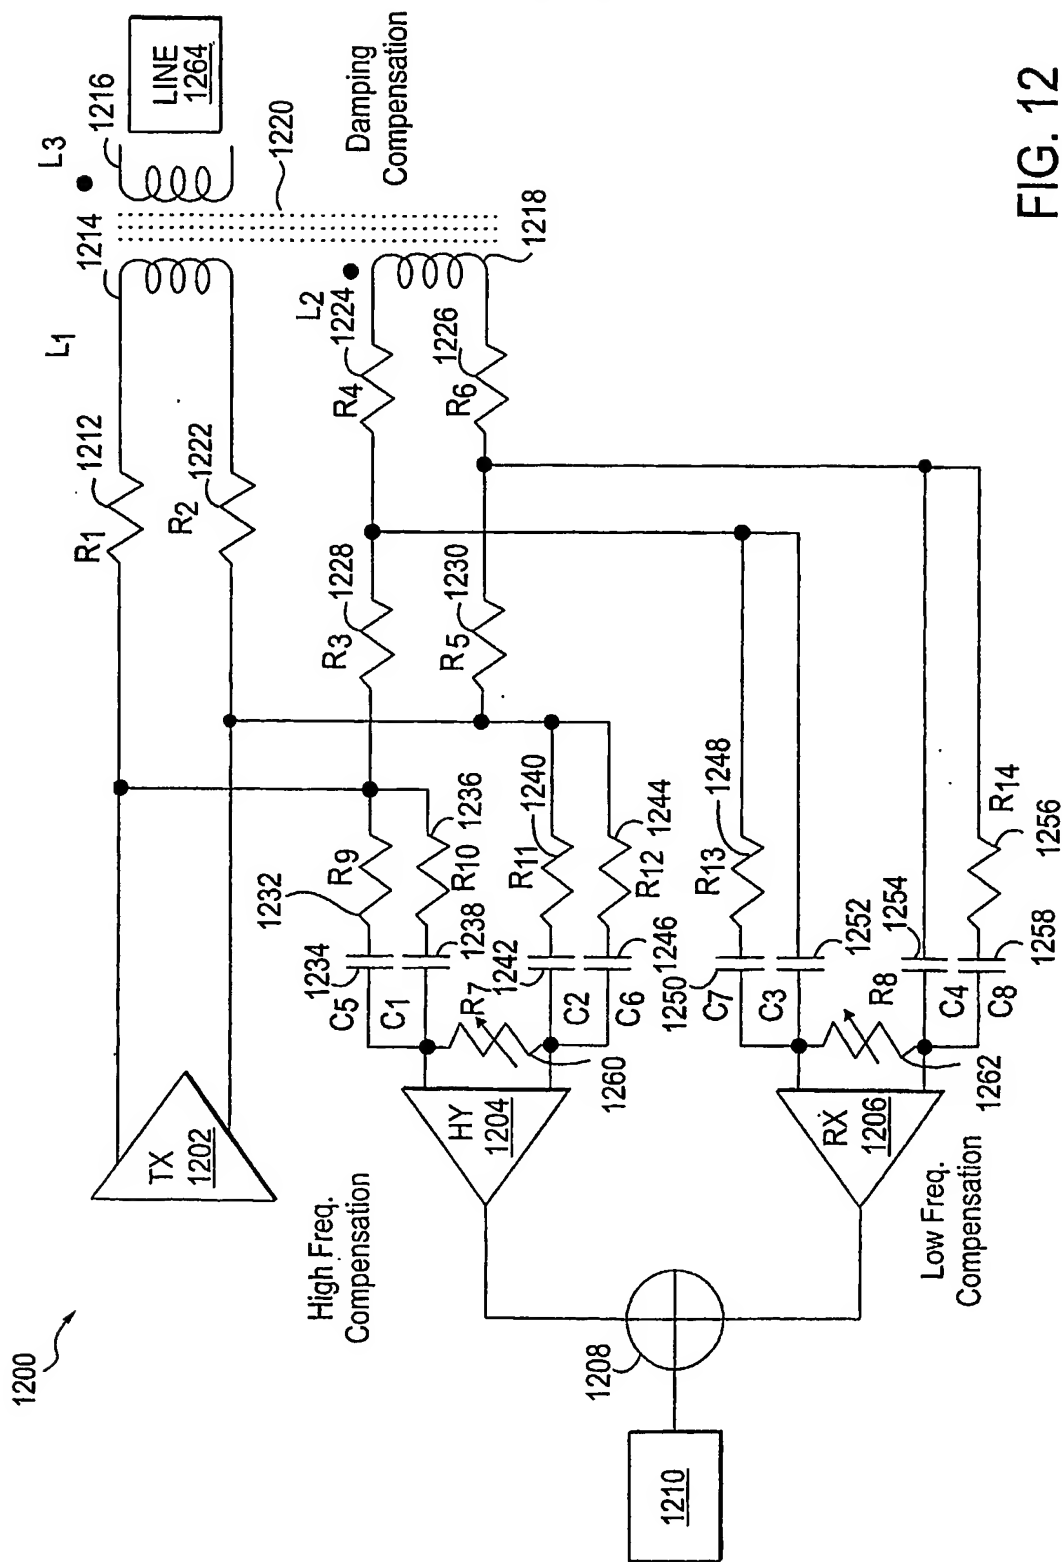 1200
TX
1202
R1
1212
R2
1222
L1
1214
L3
1216
LINE
1264
1220
Damping
Compensation
L2
1218
R4
1224
R6
1226
R3
1228
R5
1230
High Freq.
Compensation
1232
R9
1234
C5
1236
R10
1238
C1
R7
1240
R11
1242
C2
1244
R12
1246
C6
1260
HY
1204
1248
R13
1250
C7
1252
C3
R8
1254
C4
R14
1256
1258
C8
1262
RX
1206
Low Freq.
Compensation
1208
1210
FIG. 12